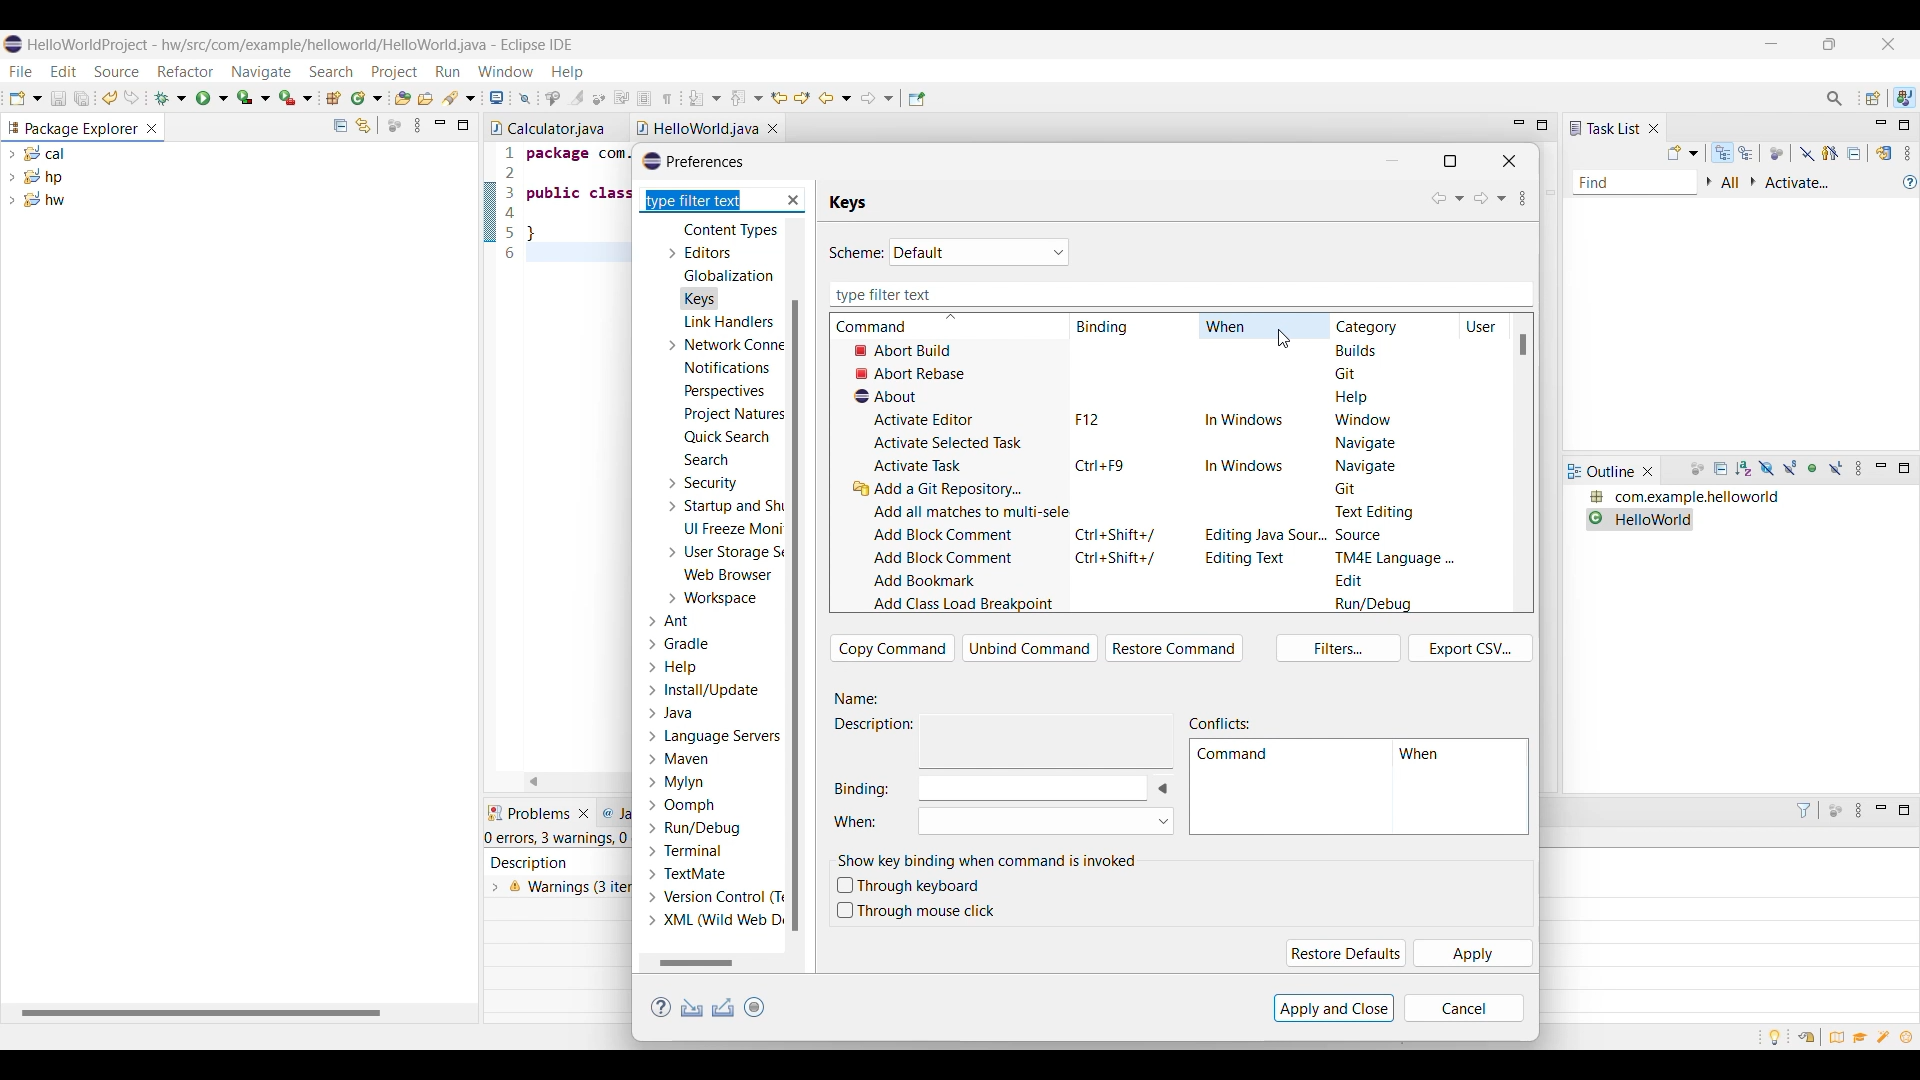 HelloWorldProject - hw/src/com/example/helloworld/HelloWorld.java - Eclipse IDE
File Edit Source Refactor Navigate Search Project Run Window Help
Package Explorer
cal
hp
hw
Calculator.java
HelloWorld.java
1 package com.
2
3 public class
4
5 }
6
Problems
@ Ja
0 errors, 3 warnings, 0
Description
Warnings (3 iter
Preferences
type filter text
Content Types
Editors
Globalization
Keys
Link Handlers
Network Conne
Notifications
Perspectives
Project Natures
Quick Search
Search
Security
Startup and Shu
UI Freeze Moni
User Storage Se
Web Browser
Workspace
Ant
Gradle
Help
Install/Update
Java
Language Servers
Maven
Mylyn
Oomph
Run/Debug
Terminal
TextMate
Version Control (Te
XML (Wild Web De
Keys
Scheme: Default
type filter text
Command Binding When Category User
Abort Build Builds
Abort Rebase Git
About Help
Activate Editor F12 In Windows Window
Activate Selected Task Navigate
Activate Task Ctrl+F9 In Windows Navigate
Add a Git Repository... Git
Add all matches to multi-sele Text Editing
Add Block Comment Ctrl+Shift+/ Editing Java Sour... Source
Add Block Comment Ctrl+Shift+/ Editing Text TM4E Language ...
Add Bookmark Edit
Add Class Load Breakpoint Run/Debug
Copy Command Unbind Command Restore Command Filters... Export CSV...
Name:
Description:
Binding:
When:
Conflicts:
Command When
Show key binding when command is invoked
Through keyboard
Through mouse click
Restore Defaults Apply
Apply and Close Cancel
Task List
Find All Activate...
Outline
com.example.helloworld
HelloWorld